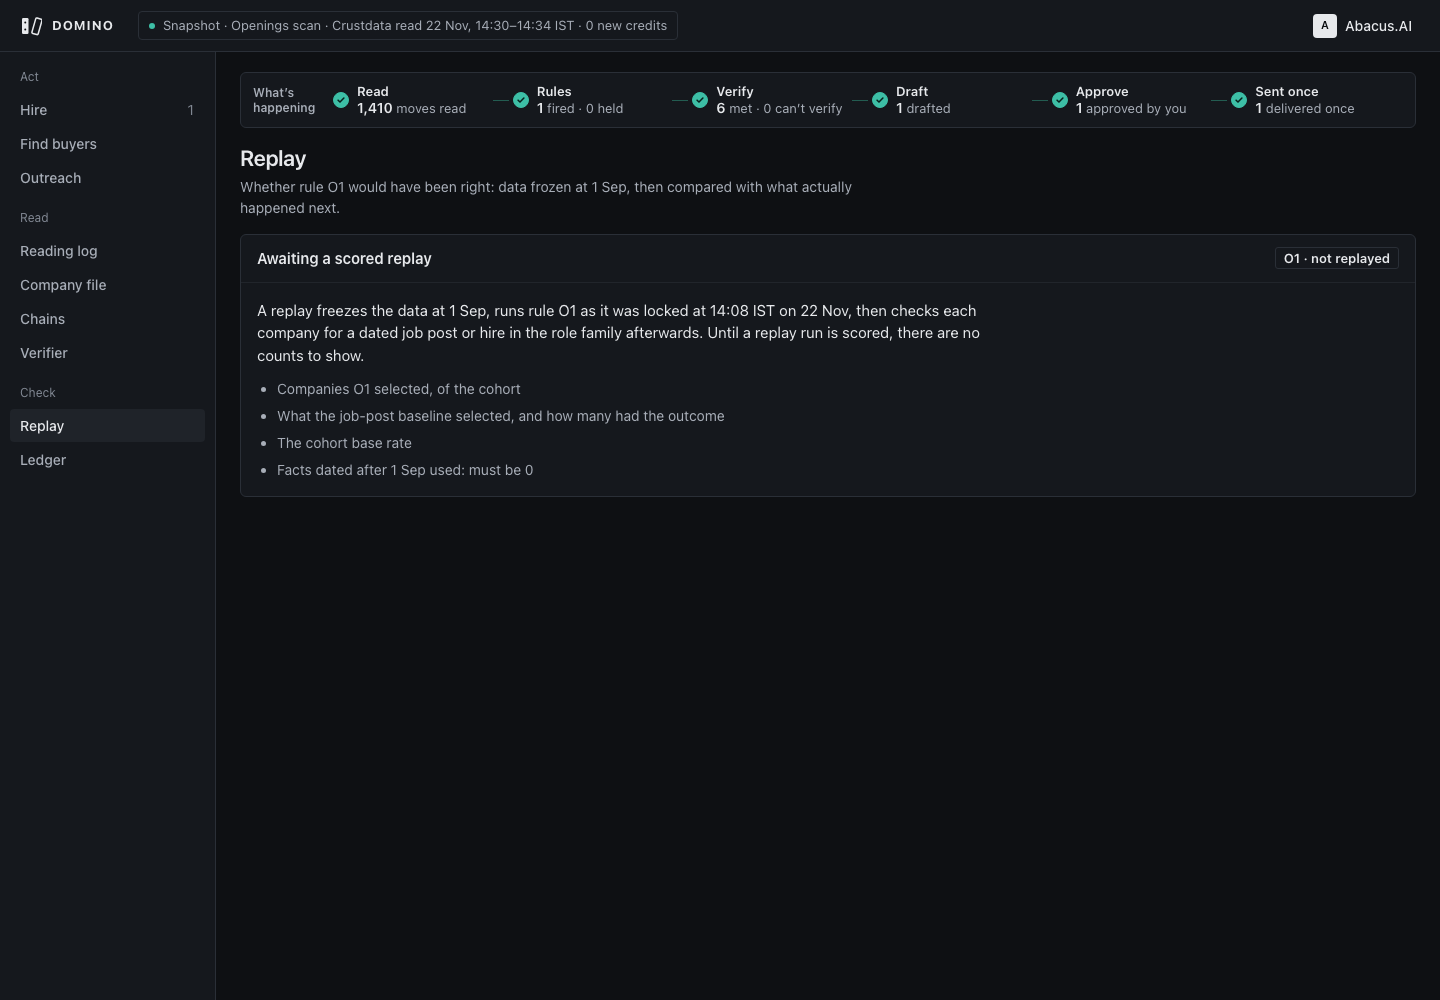 DOMINO
Snapshot · Openings scan · Crustdata read 22 Nov, 14:30–14:34 IST · 0 new credits
A
Abacus.AI
Act
Hire 1
Find buyers
Outreach
Read
Reading log
Company file
Chains
Verifier
Check
Replay
Ledger
What's
happening
Read
1,410 moves read
Rules
1 fired · 0 held
Verify
6 met · 0 can't verify
Draft
1 drafted
Approve
1 approved by you
Sent once
1 delivered once
Replay
Whether rule O1 would have been right: data frozen at 1 Sep, then compared with what actually
happened next.
Awaiting a scored replay
O1 · not replayed
A replay freezes the data at 1 Sep, runs rule O1 as it was locked at 14:08 IST on 22 Nov, then checks each
company for a dated job post or hire in the role family afterwards. Until a replay run is scored, there are no
counts to show.
• Companies O1 selected, of the cohort
• What the job-post baseline selected, and how many had the outcome
• The cohort base rate
• Facts dated after 1 Sep used: must be 0